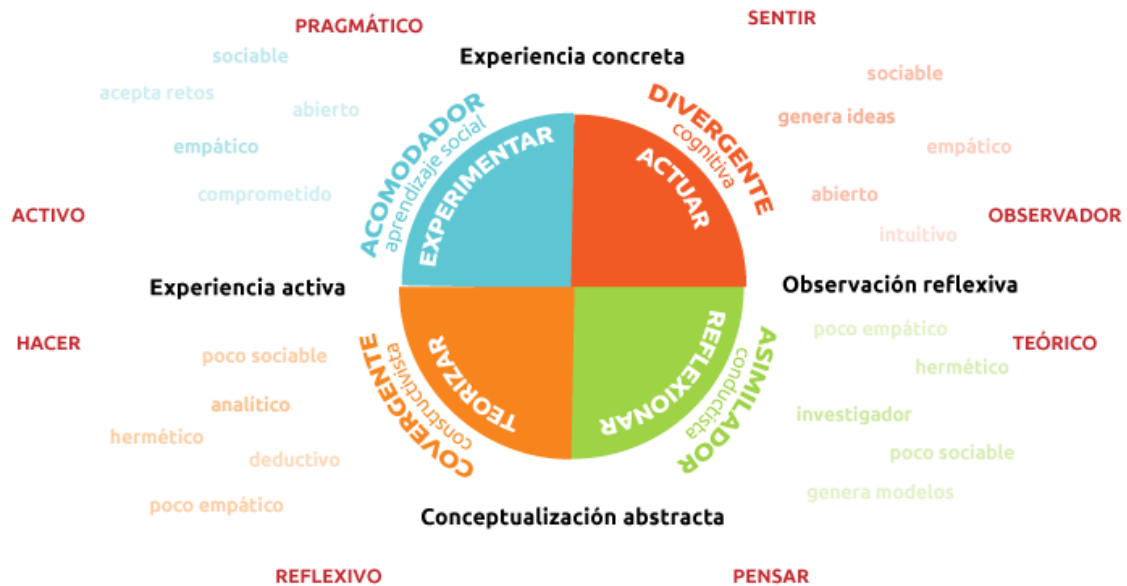 SENTIR
PRAGMÁTICO
sociable
Experiencia concreta
sociable
acepta retos
abierto
genera ideas
empático
empático
comprometido
abierto
intuitivo
ACOMODADOR
aprendizaje social
EXPERIMENTAR
DIVERGENTE
cognitiva
ACTUAR
ACTIVO
OBSERVADOR
Experiencia activa
Observación reflexiva
HACER
TEÓRICO
poco sociable
analítico
hermético
deductivo
poco empático
COVERGENTE
constructivista
TEORIZAR
REFLEXIONAR
ASIMILADOR
conductista
poco empático
hermético
investigador
poco sociable
genera modelos
Conceptualización abstracta
REFLEXIVO
PENSAR